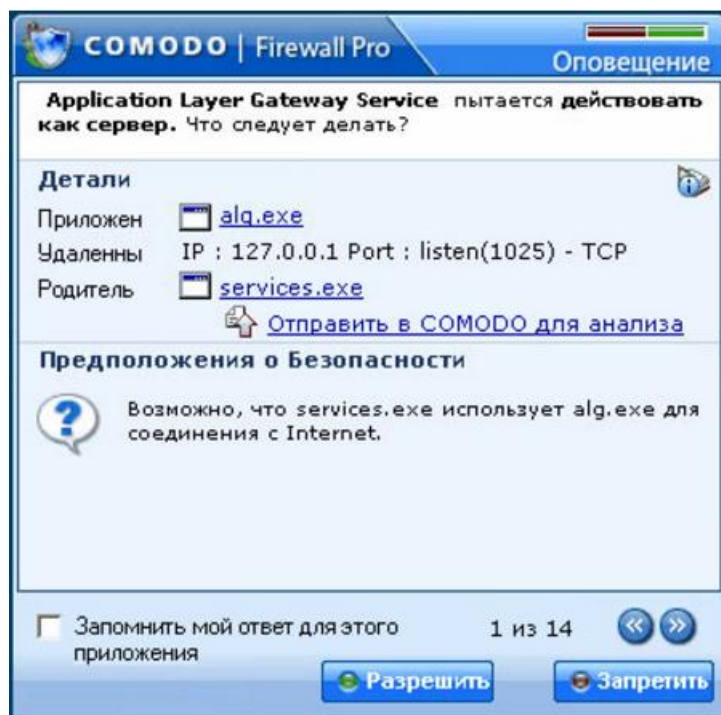 COMODO | Firewall Pro
Оповещение
Application Layer Gateway Service пытается действовать
как сервер. Что следует делать?
Детали
Приложен alg.exe
Удаленны IP : 127.0.0.1 Port : listen(1025) - TCP
Родитель services.exe
Отправить в COMODO для анализа
Предположения о Безопасности
Возможно, что services.exe использует alg.exe для
соединения с Internet.
Запомнить мой ответ для этого
приложения
1 из 14
Разрешить
Запретить